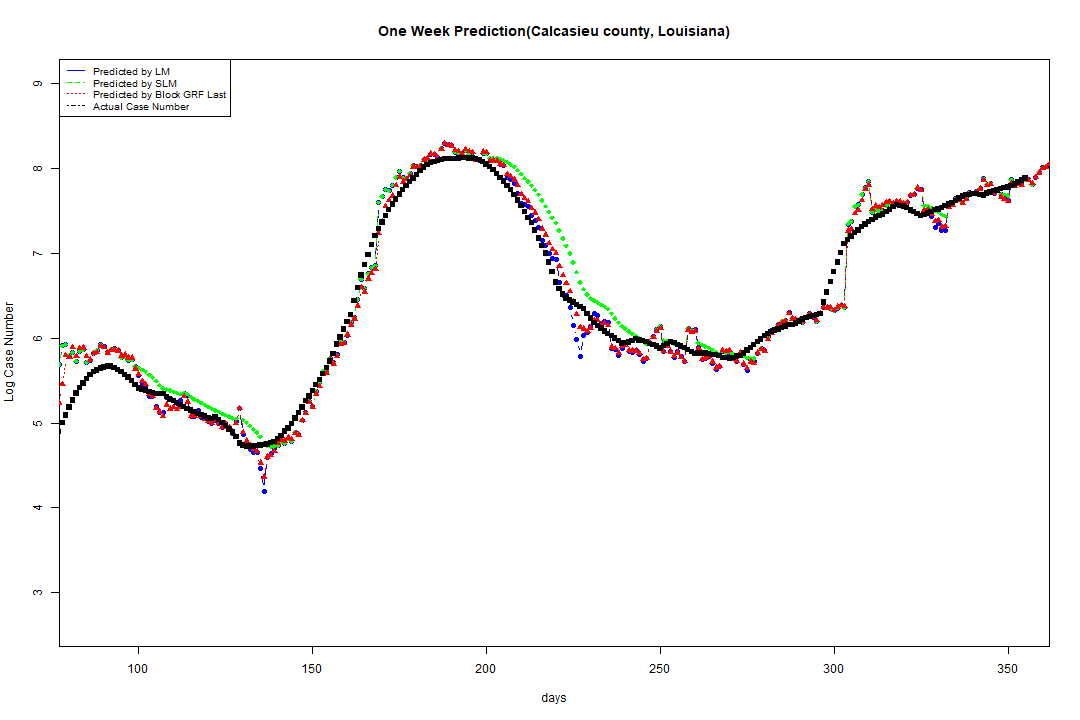 One Week Prediction(Calcasieu county, Louisiana)
Predicted by LM
Predicted by SLM
Predicted by Block GRF Last
Actual Case Number
9
8
7
6
5
4
3
Log Case Number
100 150 200 250 300 350
days